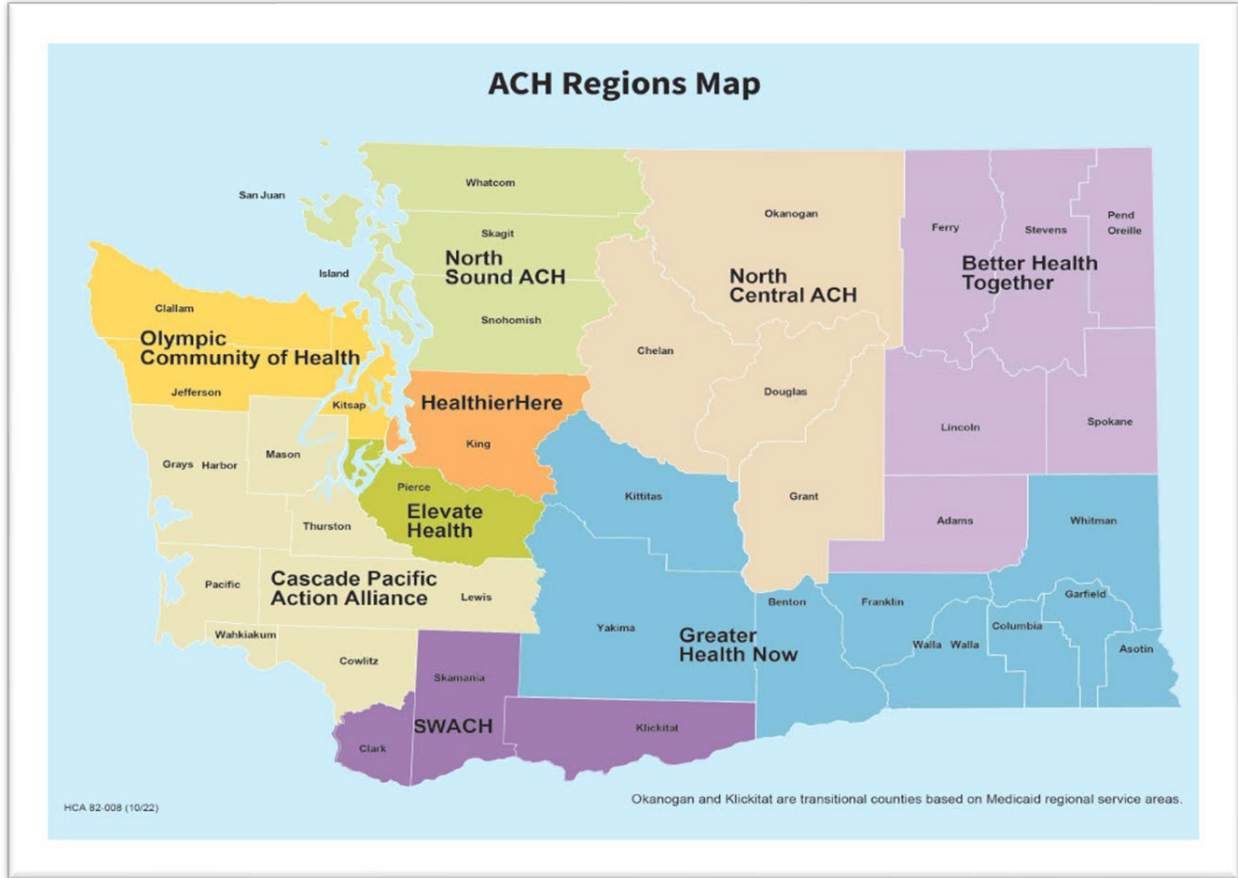 ACH Regions Map
Whatcom
San Juan
Okanogan
Pend
Oreille
Ferry
Stevens
Skagit
North
Sound ACH
Island
North
Central ACH
Better Health
Together
Clallam
Snohomish
Olympic
Community of Health
Chelan
Jefferson
Kitsap
HealthierHere
Douglas
King
Lincoln
Spokane
Grays Harbor
Mason
Pierce
Kittitas
Grant
Elevate
Health
Thurston
Adams
Whitman
Cascade Pacific
Action Alliance
Pacific
Lewis
Benton
Franklin
Garfield
Wahkiakum
Yakima
Greater
Health Now
Columbia
Walla Walla
Asotin
Cowlitz
Skamania
SWACH
Klickitat
Clark
HCA 82-008 (10/22)
Okanogan and Klickitat are transitional counties based on Medicaid regional service areas.